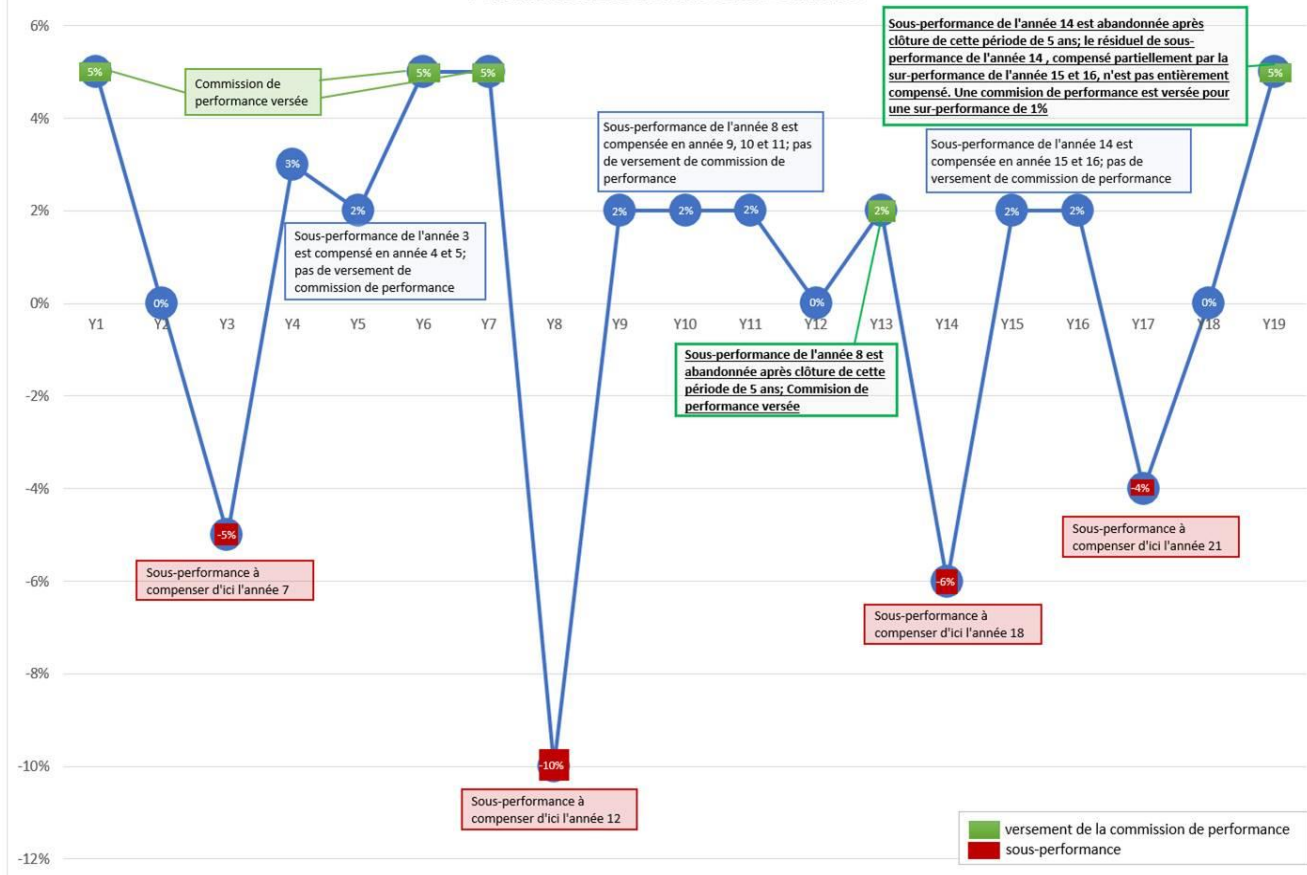 6%
4%
2%
0%
-2%
-4%
-6%
-8%
-10%
-12%
5%
0%
-5%
3%
2%
5%
5%
-10%
2%
2%
2%
0%
2%
-6%
2%
2%
-4%
0%
5%
Y1
Y2
Y3
Y4
Y5
Y6
Y7
Y8
Y9
Y10
Y11
Y12
Y13
Y14
Y15
Y16
Y17
Y18
Y19
Commission de
performance versée
Sous-performance à
compenser d'ici l'année 7
Sous-performance de l'année 3
est compensé en année 4 et 5;
pas de versement de
commission de performance
Sous-performance à
compenser d'ici l'année 12
Sous-performance de l'année 8 est
compensée en année 9, 10 et 11; pas
de versement de commission de
performance
Sous-performance de l'année 8 est
abandonnée après clôture de cette
période de 5 ans; Commision de
performance versée
Sous-performance à
compenser d'ici l'année 18
Sous-performance de l'année 14 est
compensée en année 15 et 16; pas de
versement de commission de performance
Sous-performance à
compenser d'ici l'année 21
Sous-performance de l'année 14 est abandonnée après
clôture de cette période de 5 ans; le résiduel de sous-
performance de l'année 14 , compensé partiellement par la
sur-performance de l'année 15 et 16, n'est pas entièrement
compensé. Une commision de performance est versée pour
une sur-performance de 1%
versement de la commission de performance
sous-performance